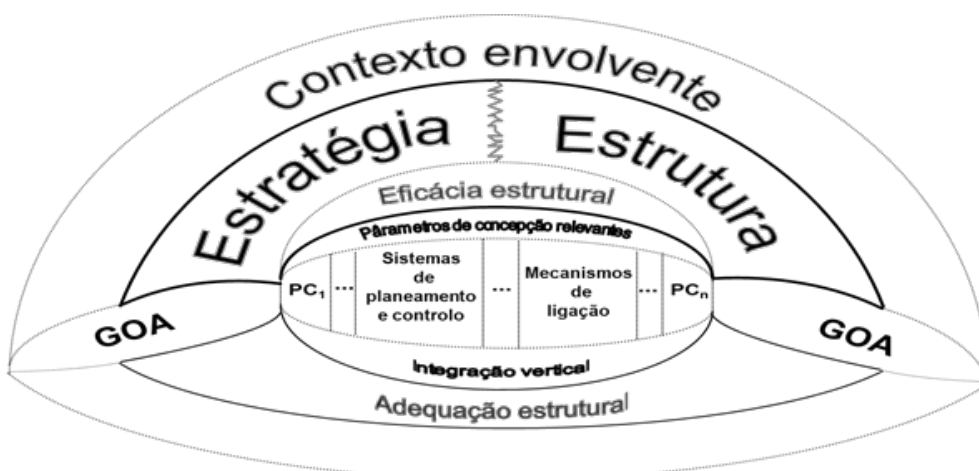 Contexto envolvente
Estratégia
Estrutura
Eficácia estrutural
Pârametros de concepção relevantes
PC1
...
Sistemas
de
planeamento
e controlo
...
Mecanismos
de
ligação
...
PCn
GOA
GOA
Integração vertical
Adequação estrutural